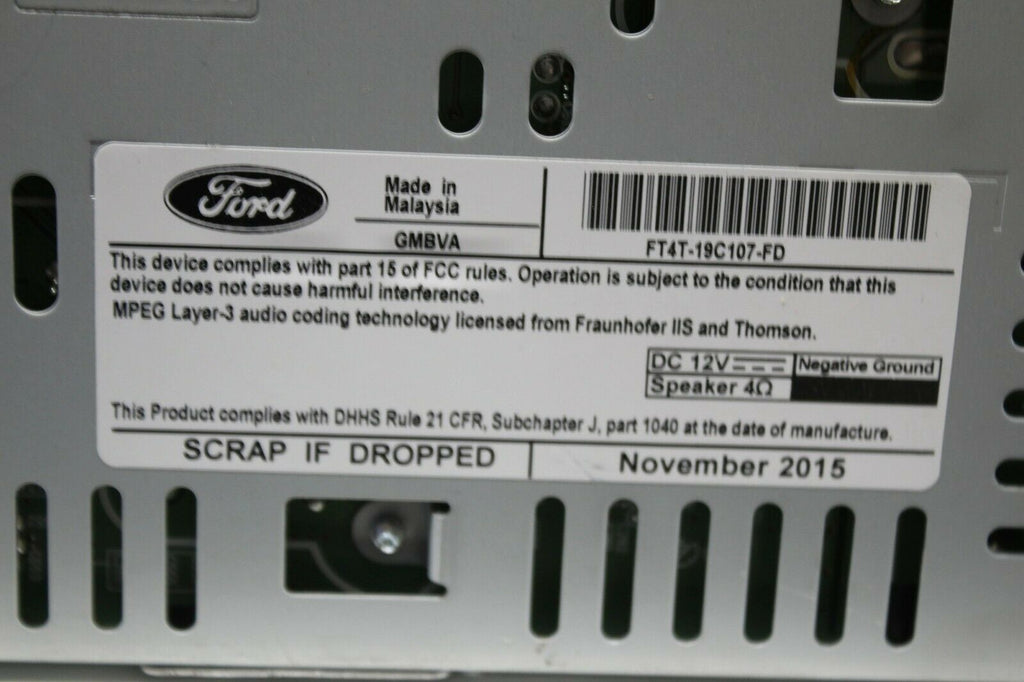 Ford
Made in
Malaysia
GMBVA
FT4T-19C107-FD
This device complies with part 15 of FCC rules. Operation is subject to the condition that this
device does not cause harmful interference.
MPEG Layer-3 audio coding technology licensed from Fraunhofer IIS and Thomson.
DC 12V
Negative Ground
Speaker 4Ω
This Product complies with DHHS Rule 21 CFR, Subchapter J, part 1040 at the date of manufacture.
SCRAP IF DROPPED
November 2015